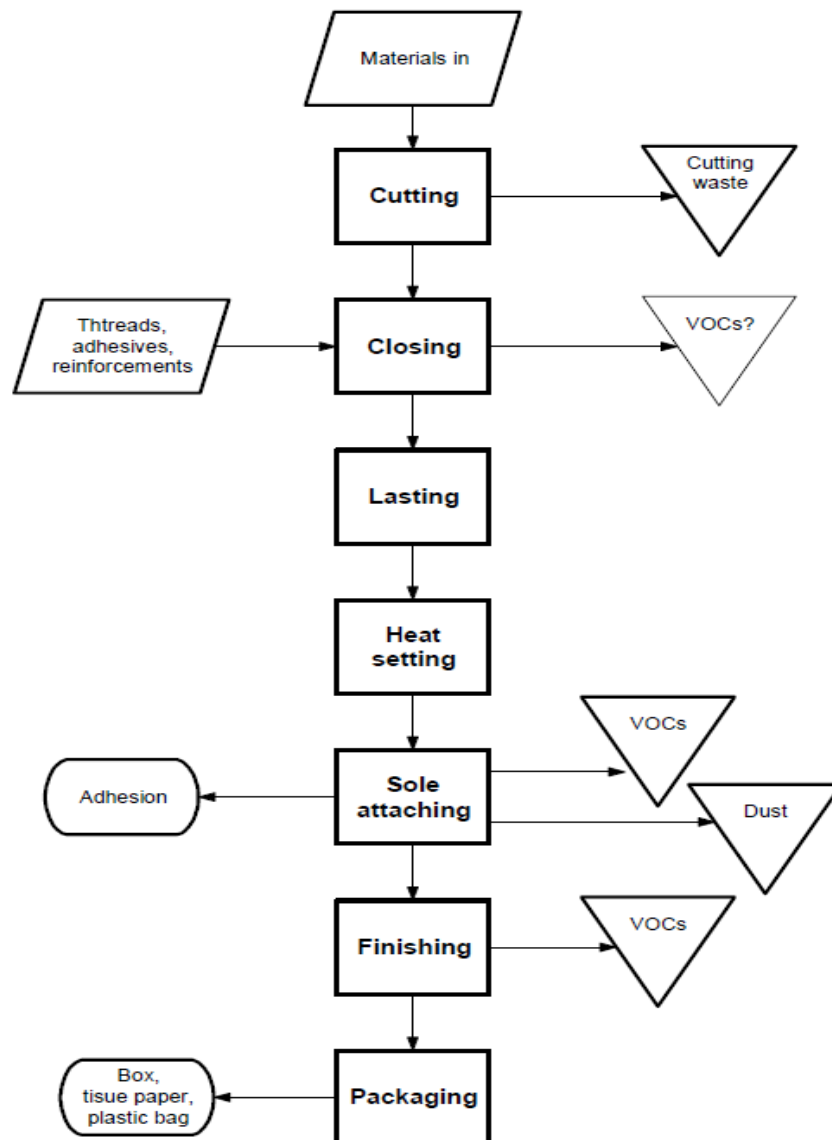 Materials in
Cutting
Cutting
waste
Thtreads,
adhesives,
reinforcements
Closing
VOCs?
Lasting
Heat
setting
VOCs
Adhesion
Sole
attaching
Dust
Finishing
VOCs
Box,
tisue paper,
plastic bag
Packaging